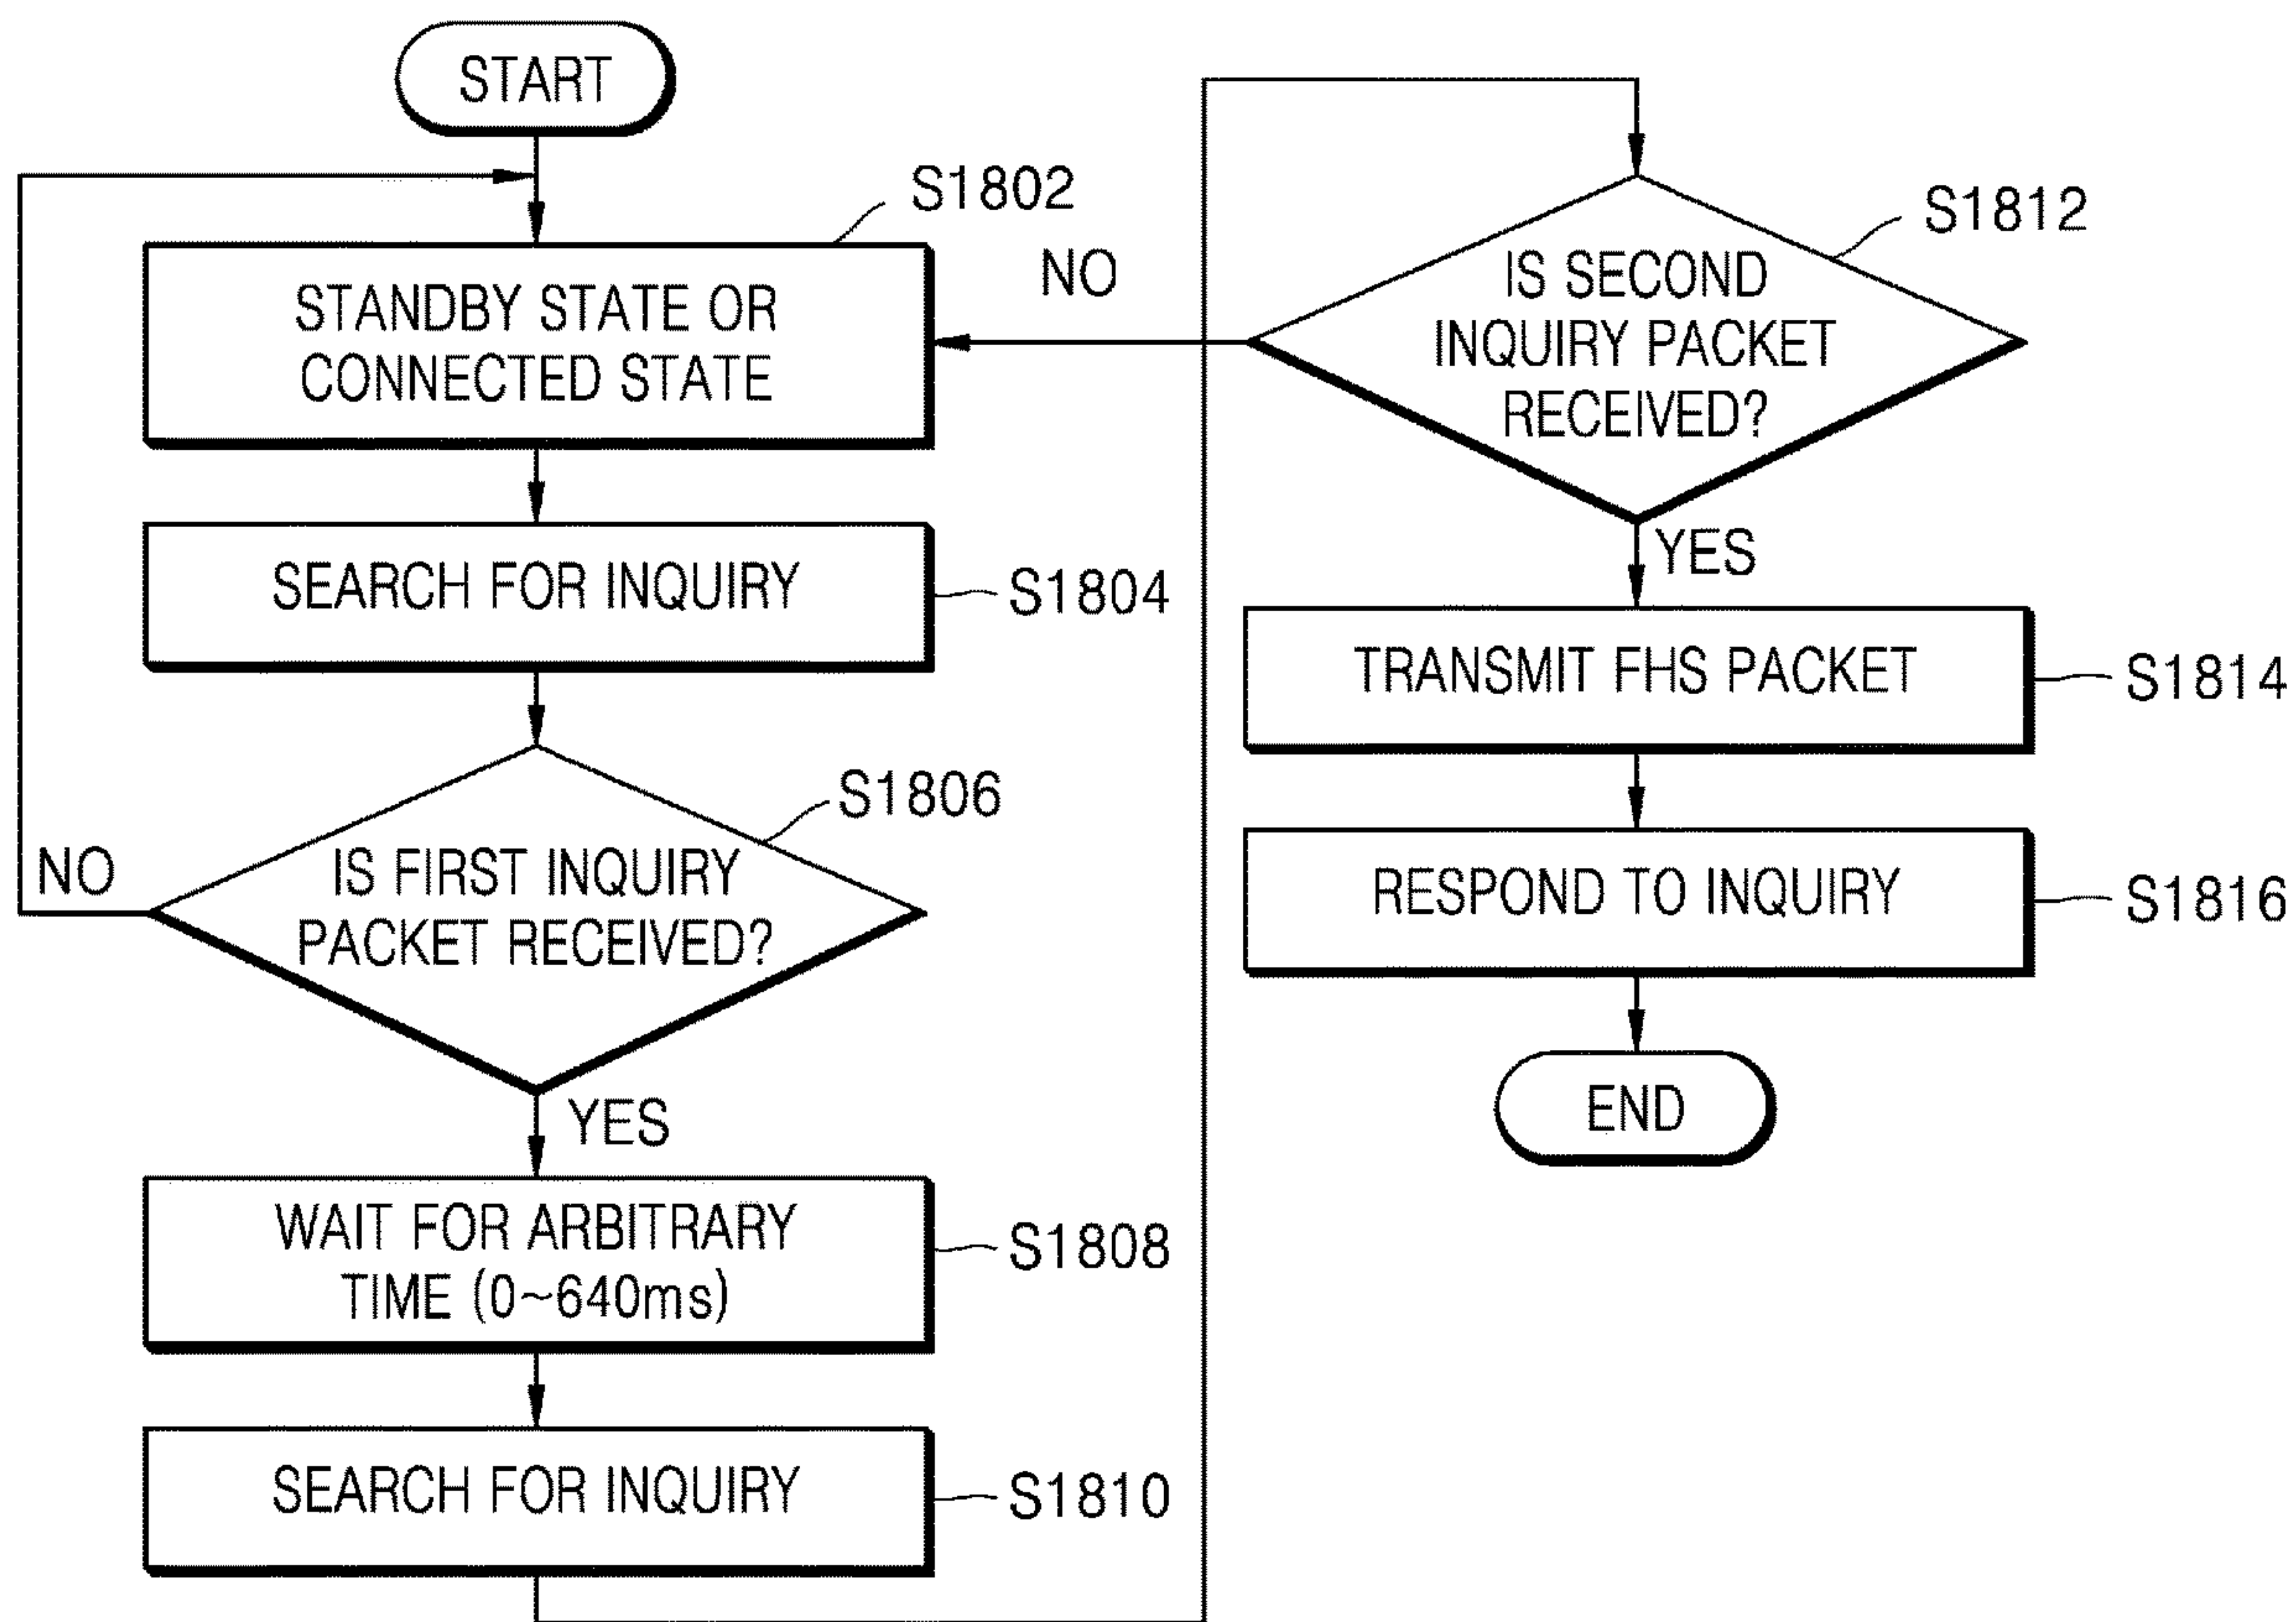 START
S1802
STANDBY STATE OR
CONNECTED STATE
SEARCH FOR INQUIRY
S1804
S1806
IS FIRST INQUIRY
PACKET RECEIVED?
NO
YES
WAIT FOR ARBITRARY
TIME (0~640ms)
S1808
SEARCH FOR INQUIRY
S1810
S1812
IS SECOND
INQUIRY PACKET
RECEIVED?
NO
YES
TRANSMIT FHS PACKET
S1814
RESPOND TO INQUIRY
S1816
END